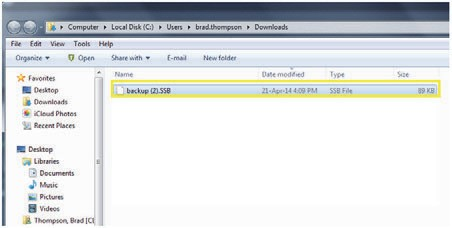 Computer ▸ Local Disk (C:) ▸ Users ▸ brad.thompson ▸ Downloads
File Edit View Tools Help
Organize ▾ Open Share with ▾ E-mail New folder
Favorites
Desktop
Downloads
iCloud Photos
Recent Places
Desktop
Libraries
Documents
Music
Pictures
Videos
Thompson, Brad [CI
Name Date modified Type Size
backup (2).SSB 21-Apr-14 4:09 PM SSB File 89 KB